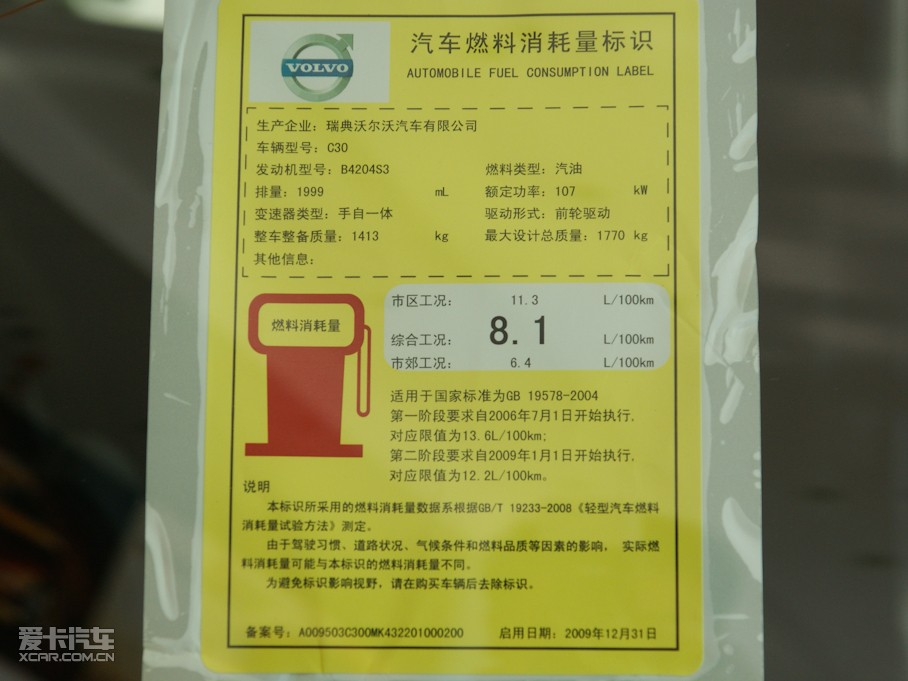 VOLVO
汽车燃料消耗量标识
AUTOMOBILE FUEL CONSUMPTION LABEL
生产企业：瑞典沃尔沃汽车有限公司
车辆型号：C30
发动机型号：B4204S3 燃料类型：汽油
排量：1999 mL 额定功率：107 kW
变速器类型：手自一体 驱动形式：前轮驱动
整车整备质量：1413 kg 最大设计总质量：1770 kg
其他信息：
燃料消耗量
市区工况： 11.3 L/100km
综合工况： 8.1 L/100km
市郊工况： 6.4 L/100km
适用于国家标准为GB 19578-2004
第一阶段要求自2006年7月1日开始执行，
对应限值为13.6L/100km;
第二阶段要求自2009年1月1日开始执行，
对应限值为12.2L/100km。
说明
本标识所采用的燃料消耗量数据系根据GB/T 19233-2008《轻型汽车燃料
消耗量试验方法》测定。
由于驾驶习惯、道路状况、气候条件和燃料品质等因素的影响， 实际燃
料消耗量可能与本标识的燃料消耗量不同。
为避免标识影响视野，请在购买车辆后去除标识。
备案号：A009503C300MK432201000200 启用日期：2009年12月31日
爱卡汽车
XCAR.COM.CN